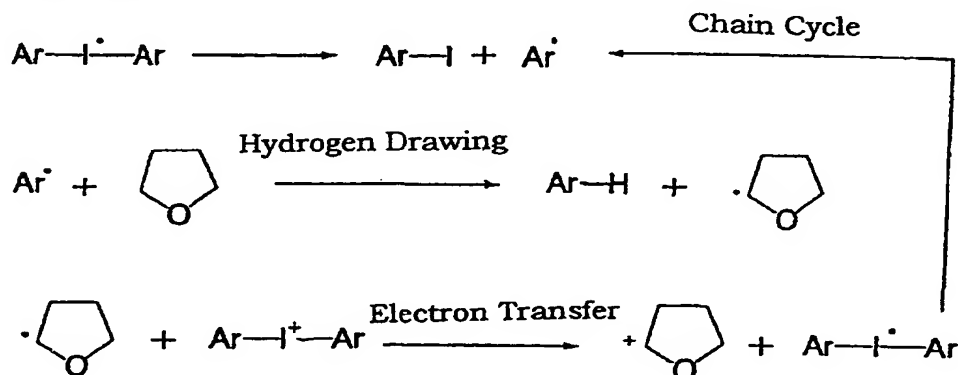 Chain Cycle
Ar—I•—Ar → Ar—I + Ar•
Hydrogen Drawing
Ar• + O → Ar—H + • O
Electron Transfer
• O + Ar—I+—Ar → + O + Ar—I•—Ar